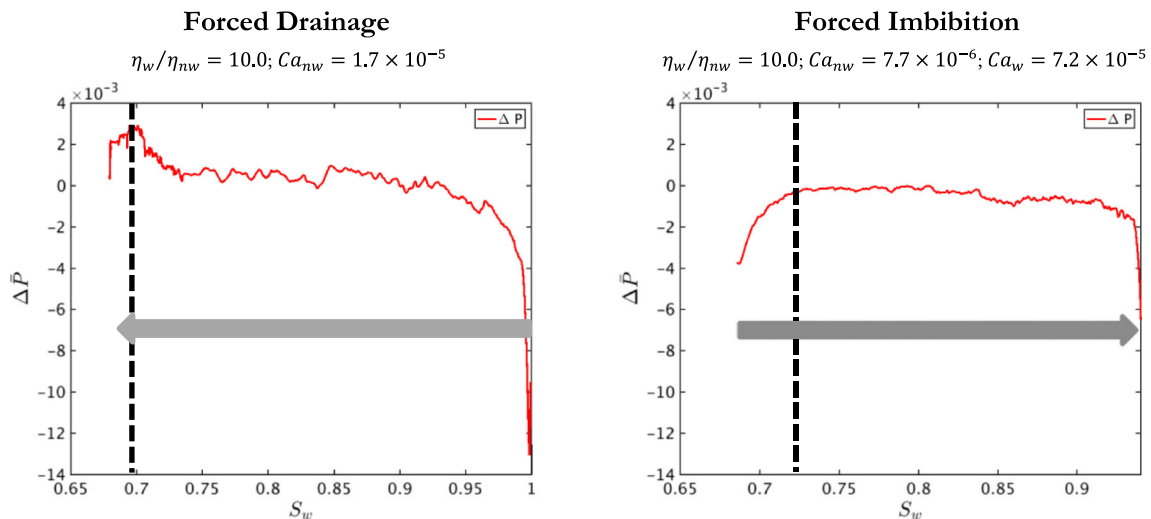 Forced Drainage
η_w/η_nw = 10.0; Ca_nw = 1.7 × 10⁻⁵
×10⁻³
4
2
0
−2
−4
−6
−8
−10
−12
−14
ΔP̄
Δ P
0.65 0.7 0.75 0.8 0.85 0.9 0.95 1
S_w
Forced Imbibition
η_w/η_nw = 10.0; Ca_nw = 7.7 × 10⁻⁶; Ca_w = 7.2 × 10⁻⁵
×10⁻³
4
2
0
−2
−4
−6
−8
−10
−12
−14
ΔP̄
Δ P
0.65 0.7 0.75 0.8 0.85 0.9
S_w